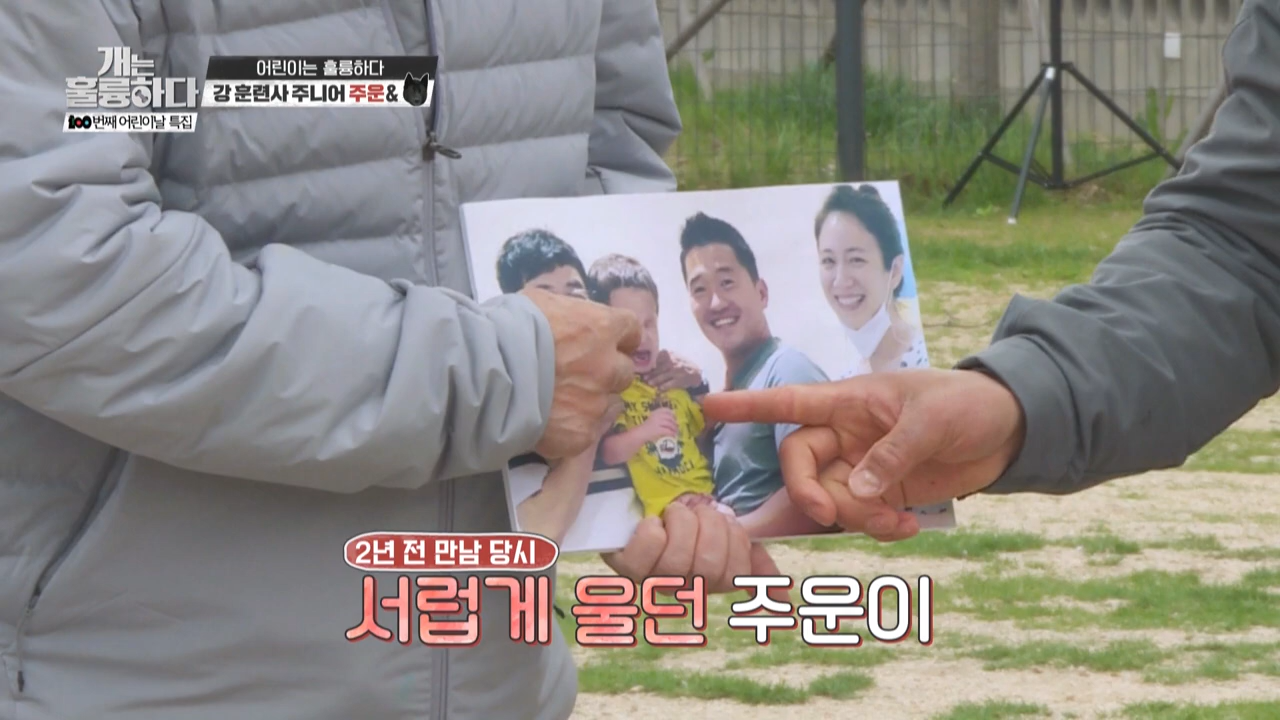 개는
훌륭하다
100번째 어린이날 특집
어린이는 훌륭하다
강 훈련사 주니어 주운&
2년 전 만남 당시
서럽게 울던 주운이